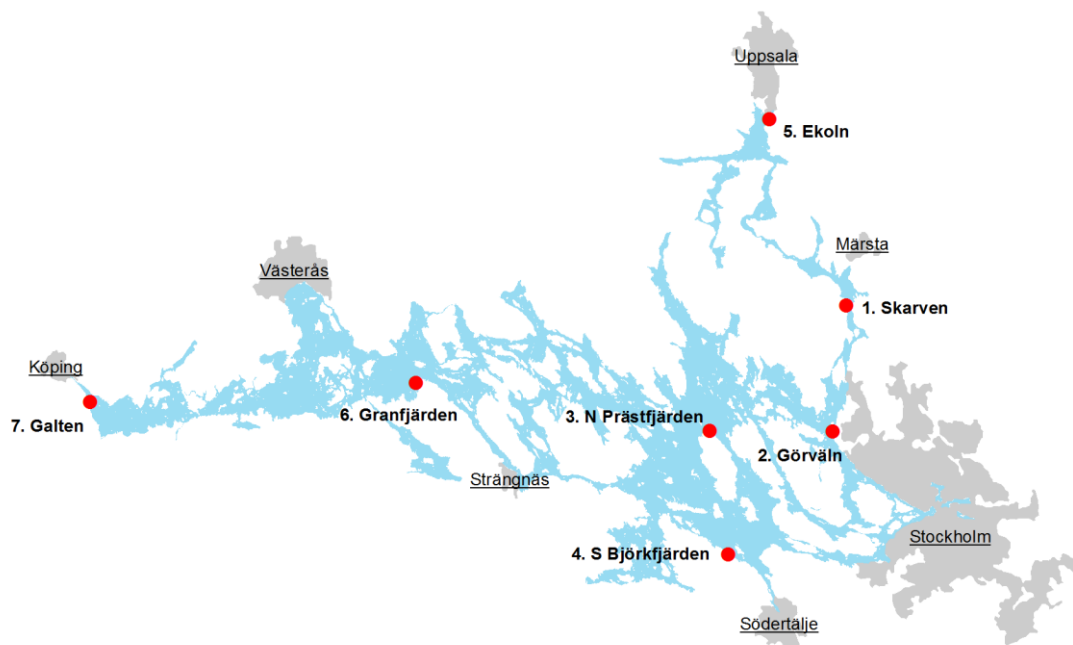 Uppsala
5. Ekoln
Märsta
Västerås
1. Skarven
Köping
6. Granfjärden
3. N Prästfjärden
7. Galten
2. Görväln
Strängnäs
Stockholm
4. S Björkfjärden
Södertälje